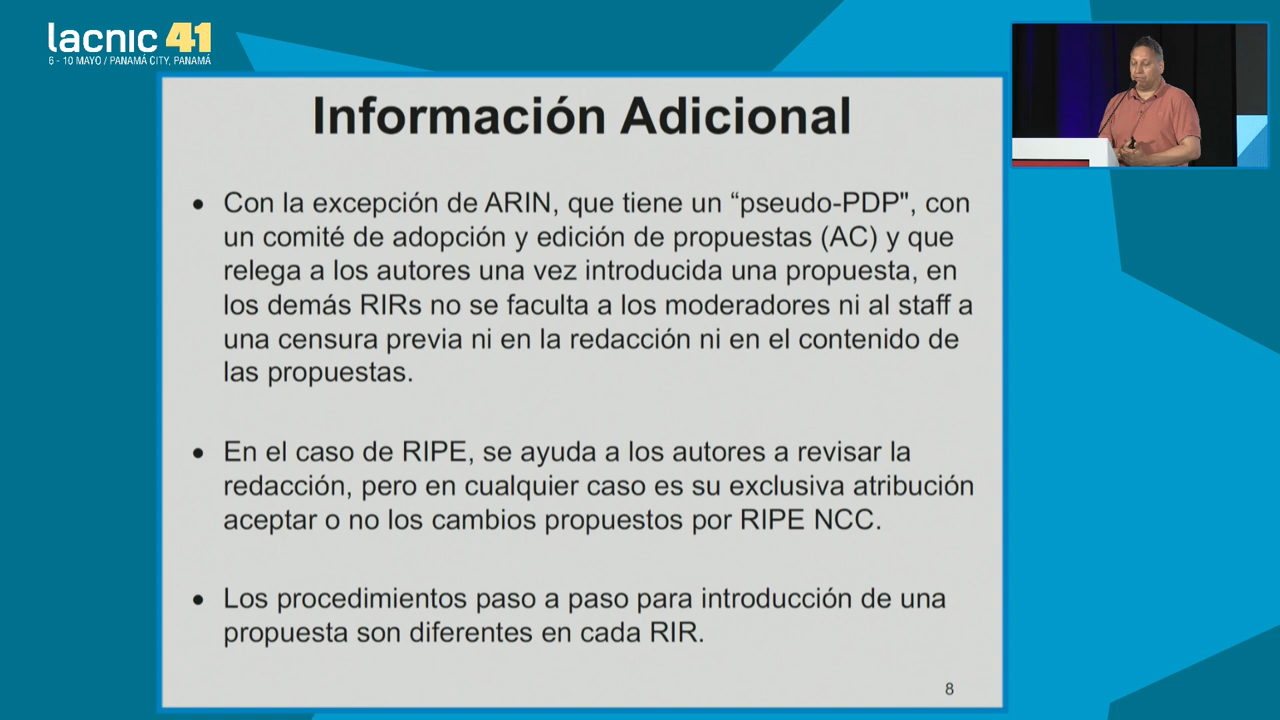 lacnic 41
6 - 10 MAYO / PANAMÁ CITY, PANAMÁ
Información Adicional
• Con la excepción de ARIN, que tiene un “pseudo-PDP", con
un comité de adopción y edición de propuestas (AC) y que
relega a los autores una vez introducida una propuesta, en
los demás RIRs no se faculta a los moderadores ni al staff a
una censura previa ni en la redacción ni en el contenido de
las propuestas.
• En el caso de RIPE, se ayuda a los autores a revisar la
redacción, pero en cualquier caso es su exclusiva atribución
aceptar o no los cambios propuestos por RIPE NCC.
• Los procedimientos paso a paso para introducción de una
propuesta son diferentes en cada RIR.
8